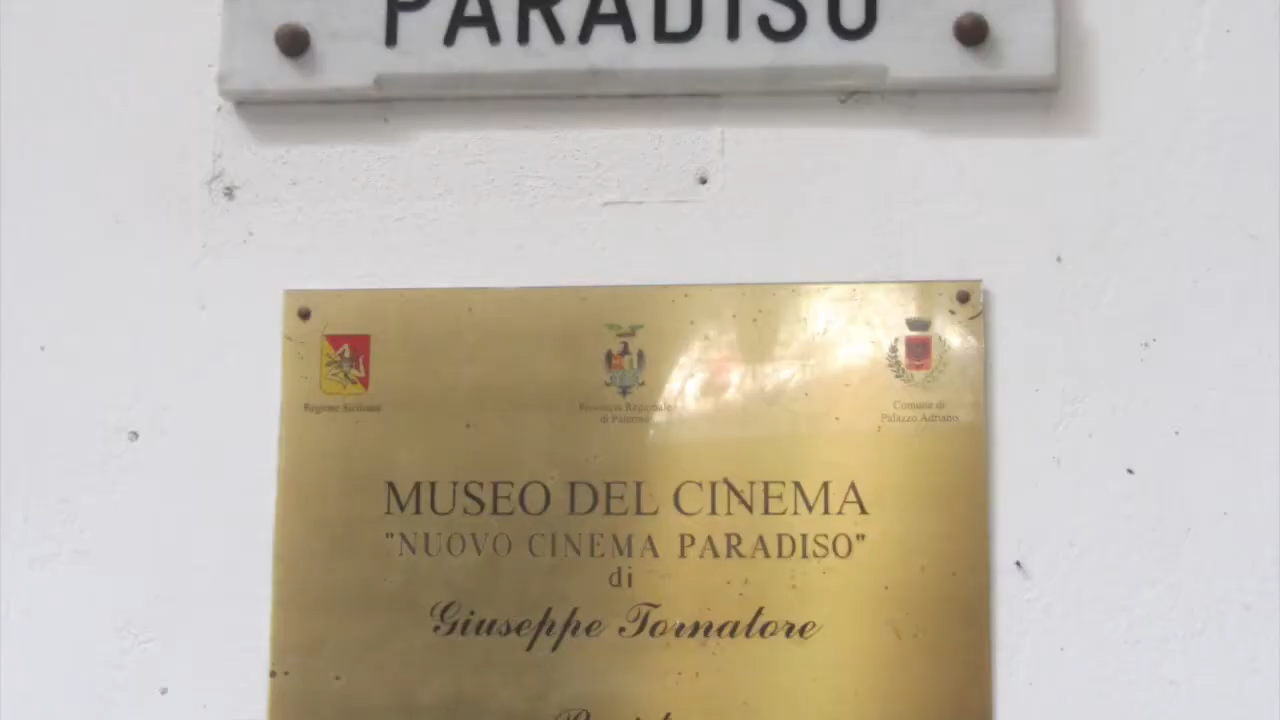 PARADISO
Regione Siciliana
Provincia Regionale
di Palermo
Comune di
Palazzo Adriano
MUSEO DEL CINEMA
"NUOVO CINEMA PARADISO"
di
Giuseppe Tornatore